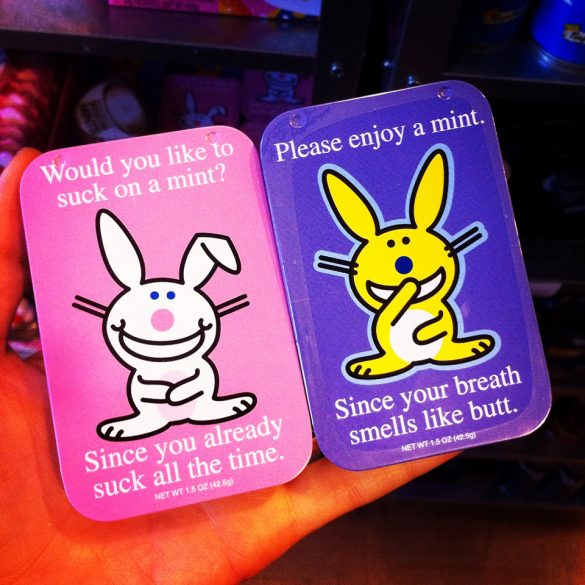 Would you like to
suck on a mint?
Since you already
suck all the time.
NET WT 1.5 OZ (42.5g)
Please enjoy a mint.
Since your breath
smells like butt.
NET WT 1.5 OZ (42.5g)